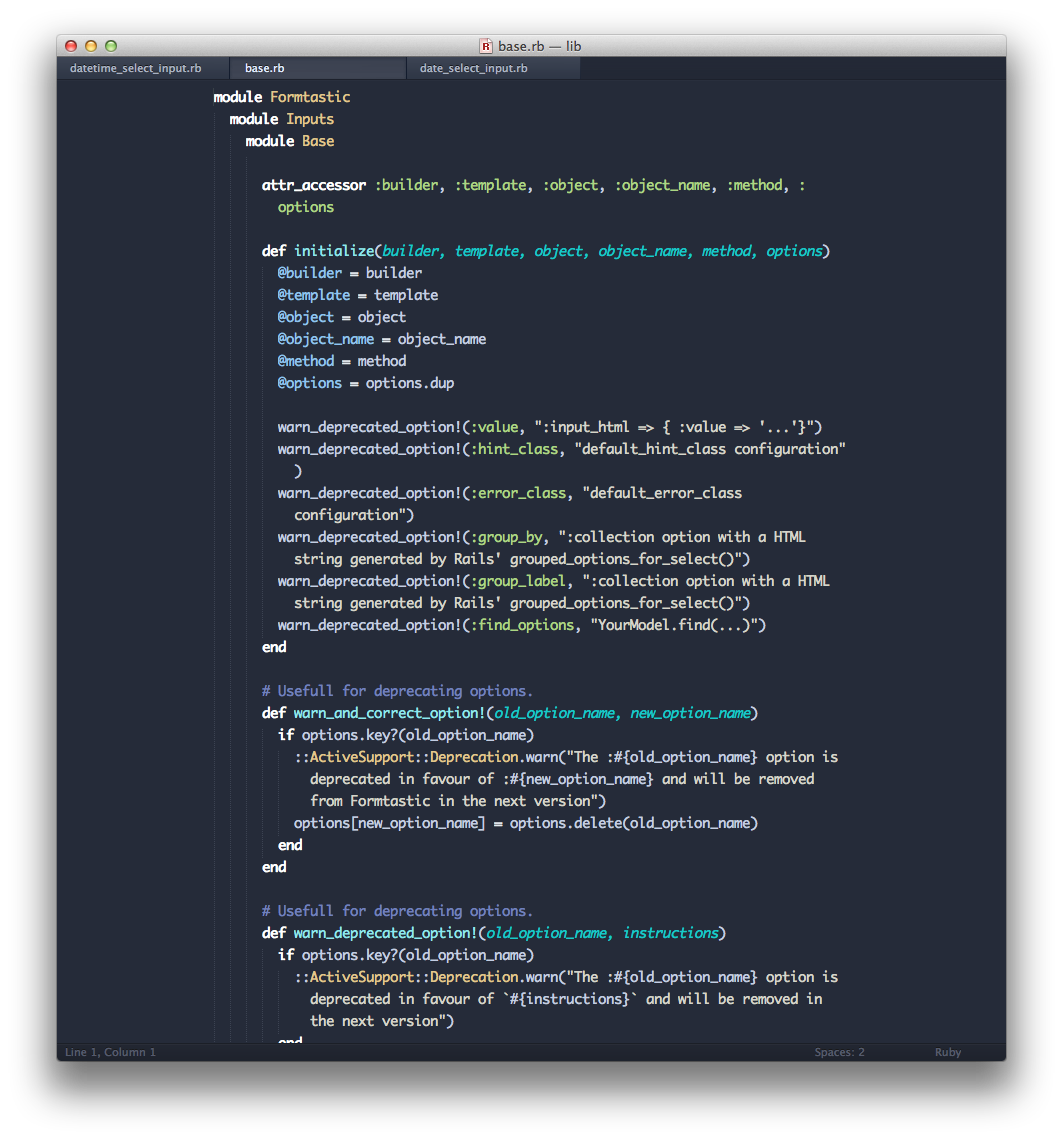 base.rb — lib
datetime_select_input.rb base.rb date_select_input.rb
module Formtastic
module Inputs
module Base
attr_accessor :builder, :template, :object, :object_name, :method, :
options
def initialize(builder, template, object, object_name, method, options)
@builder = builder
@template = template
@object = object
@object_name = object_name
@method = method
@options = options.dup
warn_deprecated_option!(:value, ":input_html => { :value => '...'}")
warn_deprecated_option!(:hint_class, "default_hint_class configuration"
)
warn_deprecated_option!(:error_class, "default_error_class
configuration")
warn_deprecated_option!(:group_by, ":collection option with a HTML
string generated by Rails' grouped_options_for_select()")
warn_deprecated_option!(:group_label, ":collection option with a HTML
string generated by Rails' grouped_options_for_select()")
warn_deprecated_option!(:find_options, "YourModel.find(...)")
end
# Usefull for deprecating options.
def warn_and_correct_option!(old_option_name, new_option_name)
if options.key?(old_option_name)
::ActiveSupport::Deprecation.warn("The :#{old_option_name} option is
deprecated in favour of :#{new_option_name} and will be removed
from Formtastic in the next version")
options[new_option_name] = options.delete(old_option_name)
end
end
# Usefull for deprecating options.
def warn_deprecated_option!(old_option_name, instructions)
if options.key?(old_option_name)
::ActiveSupport::Deprecation.warn("The :#{old_option_name} option is
deprecated in favour of `#{instructions}` and will be removed in
the next version")
end
Line 1, Column 1 Spaces: 2 Ruby